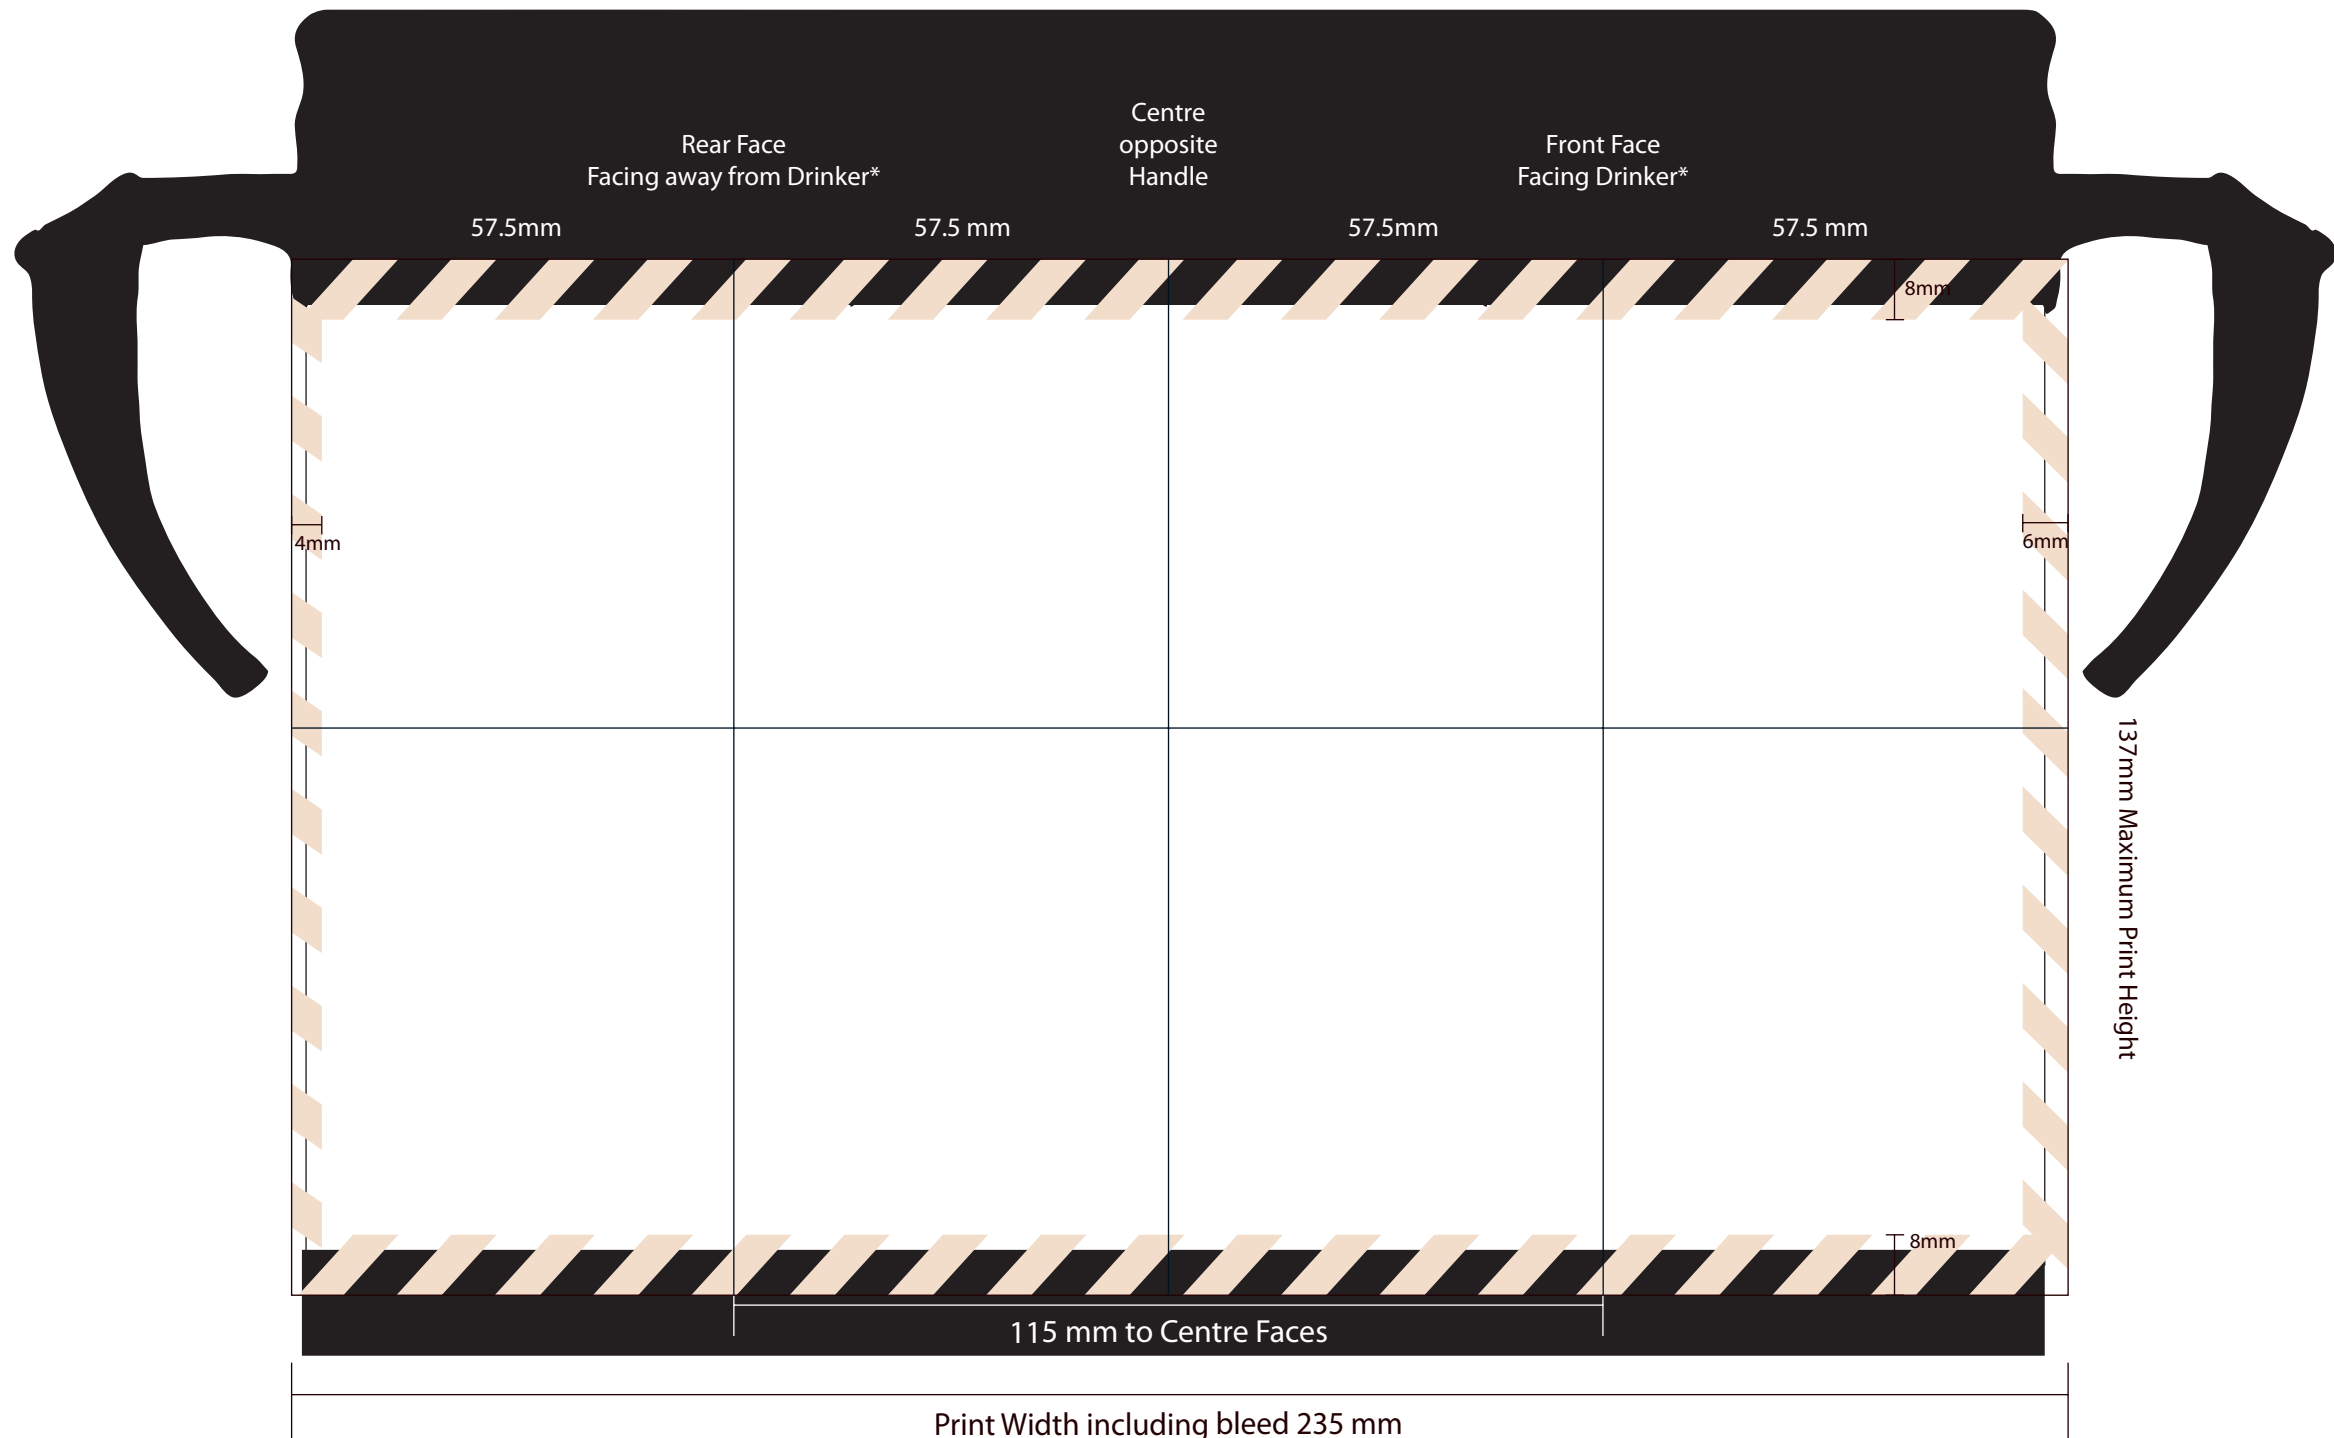 Centre
opposite
Handle
Rear Face
Facing away from Drinker*
Front Face
Facing Drinker*
57.5mm
57.5 mm
57.5mm
57.5 mm
8mm
4mm
6mm
137mm Maximum Print Height
8mm
115 mm to Centre Faces
Print Width including bleed 235 mm